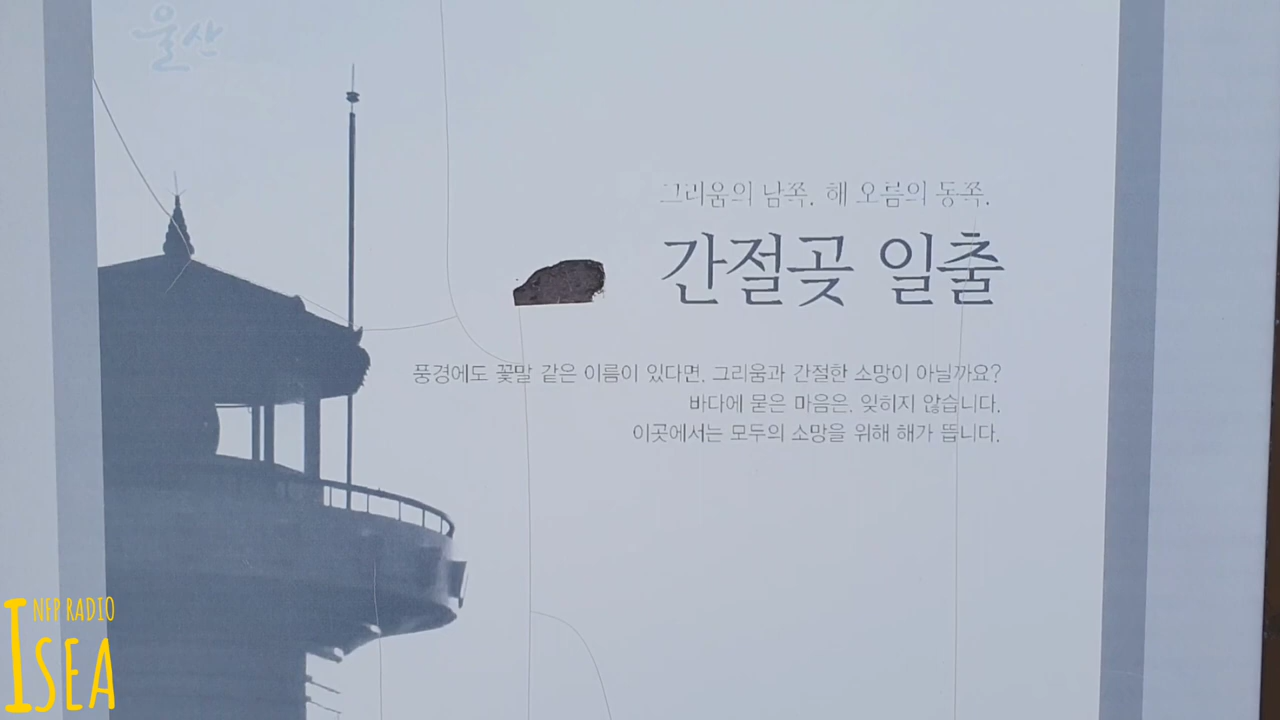 울산
그리움의 남쪽. 해 오름의 동쪽.
간절곶 일출
풍경에도 꽃말 같은 이름이 있다면. 그리움과 간절한 소망이 아닐까요?
바다에 묻은 마음은. 잊히지 않습니다.
이곳에서는 모두의 소망을 위해 해가 뜹니다.
NFP RADIO
ISEA